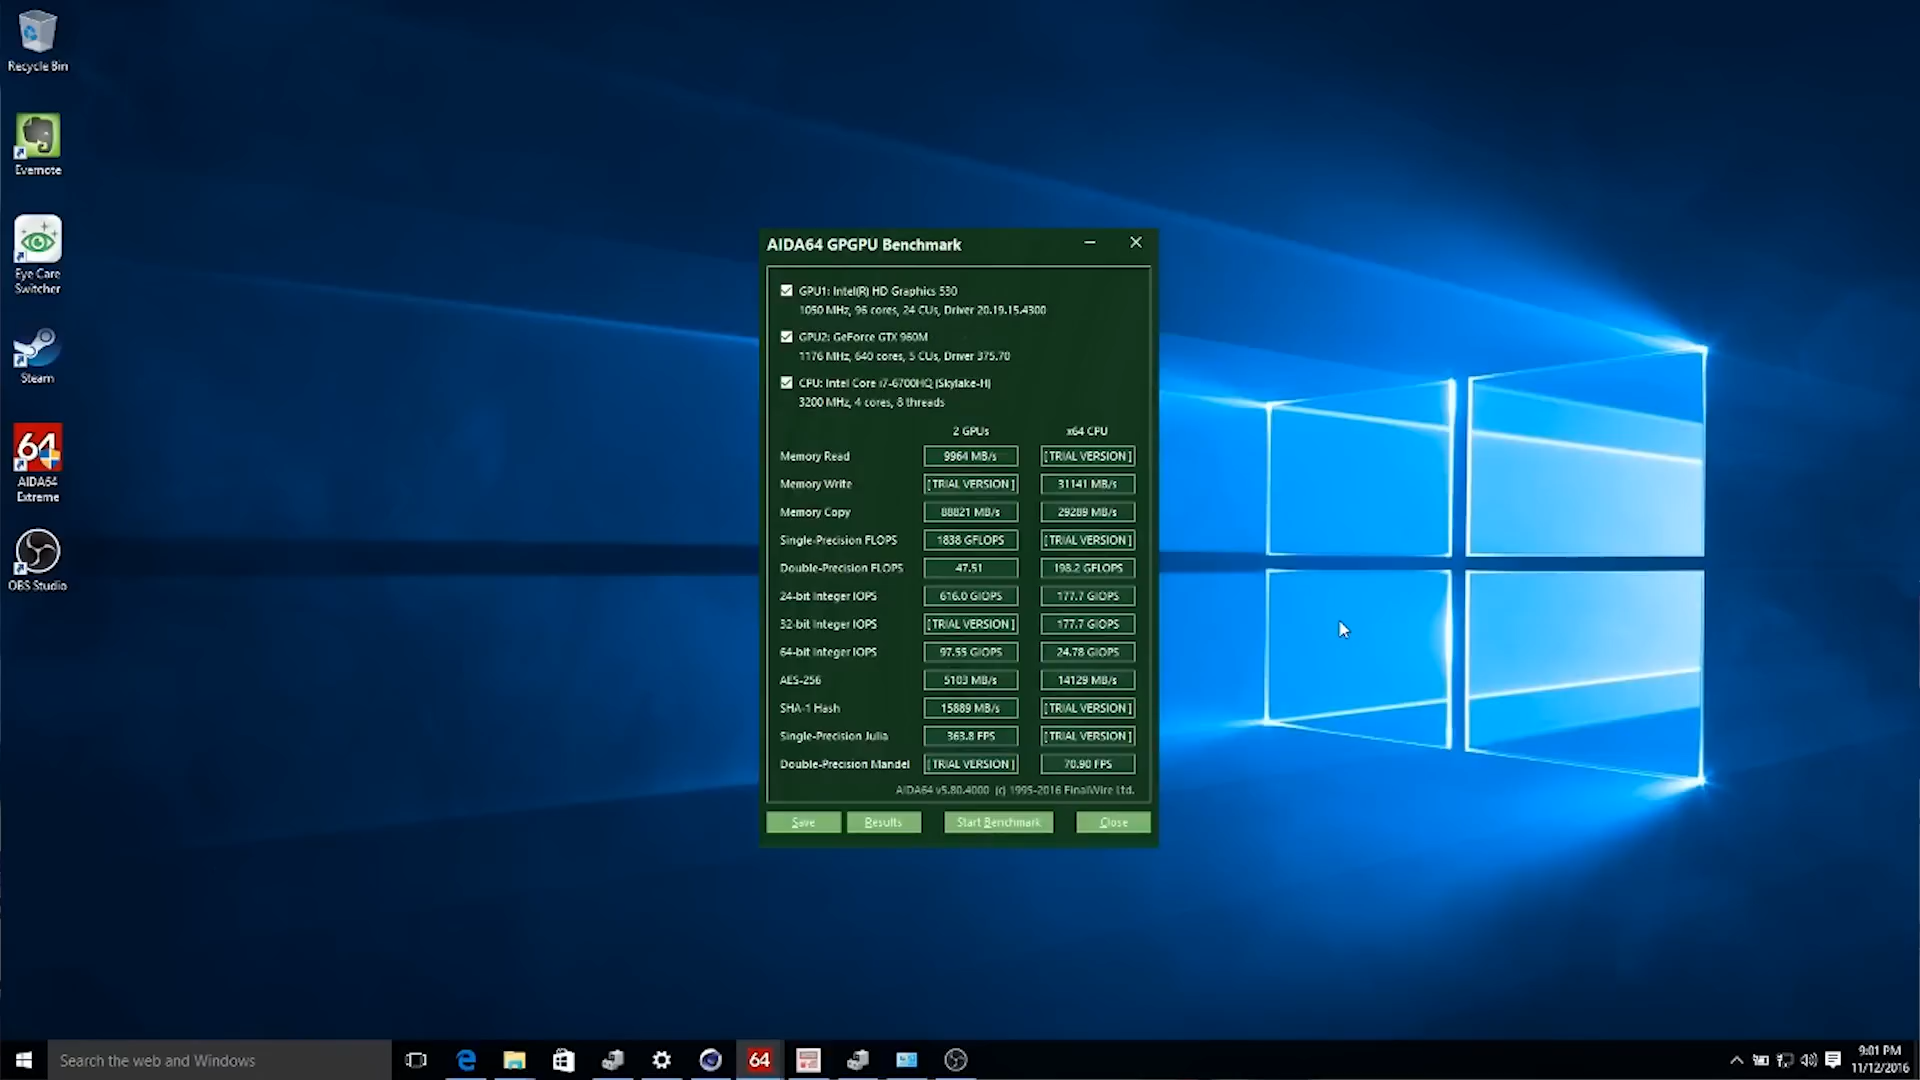 Recycle Bin
Evernote
Eye Care
Switcher
Steam
64
AIDA64
Extreme
OBS Studio
AIDA64 GPGPU Benchmark
GPU1: Intel(R) HD Graphics 530
1050 MHz, 96 cores, 24 CUs, Driver 20.19.15.4300
GPU2: GeForce GTX 960M
1176 MHz, 640 cores, 5 CUs, Driver 375.70
CPU: Intel Core i7-6700HQ (Skylake-H)
3200 MHz, 4 cores, 8 threads
2 GPUs x64 CPU
Memory Read 9964 MB/s [ TRIAL VERSION ]
Memory Write [ TRIAL VERSION ] 31141 MB/s
Memory Copy 88821 MB/s 29289 MB/s
Single-Precision FLOPS 1838 GFLOPS [ TRIAL VERSION ]
Double-Precision FLOPS 47.51 198.2 GFLOPS
24-bit Integer IOPS 616.0 GIOPS 177.7 GIOPS
32-bit Integer IOPS [ TRIAL VERSION ] 177.7 GIOPS
64-bit Integer IOPS 97.55 GIOPS 24.78 GIOPS
AES-256 5103 MB/s 14129 MB/s
SHA-1 Hash 15889 MB/s [ TRIAL VERSION ]
Single-Precision Julia 363.8 FPS [ TRIAL VERSION ]
Double-Precision Mandel [ TRIAL VERSION ] 70.90 FPS
AIDA64 v5.80.4000 (c) 1995-2016 FinalWire Ltd.
Save Results Start Benchmark Close
Search the web and Windows
64
9:01 PM
11/12/2016